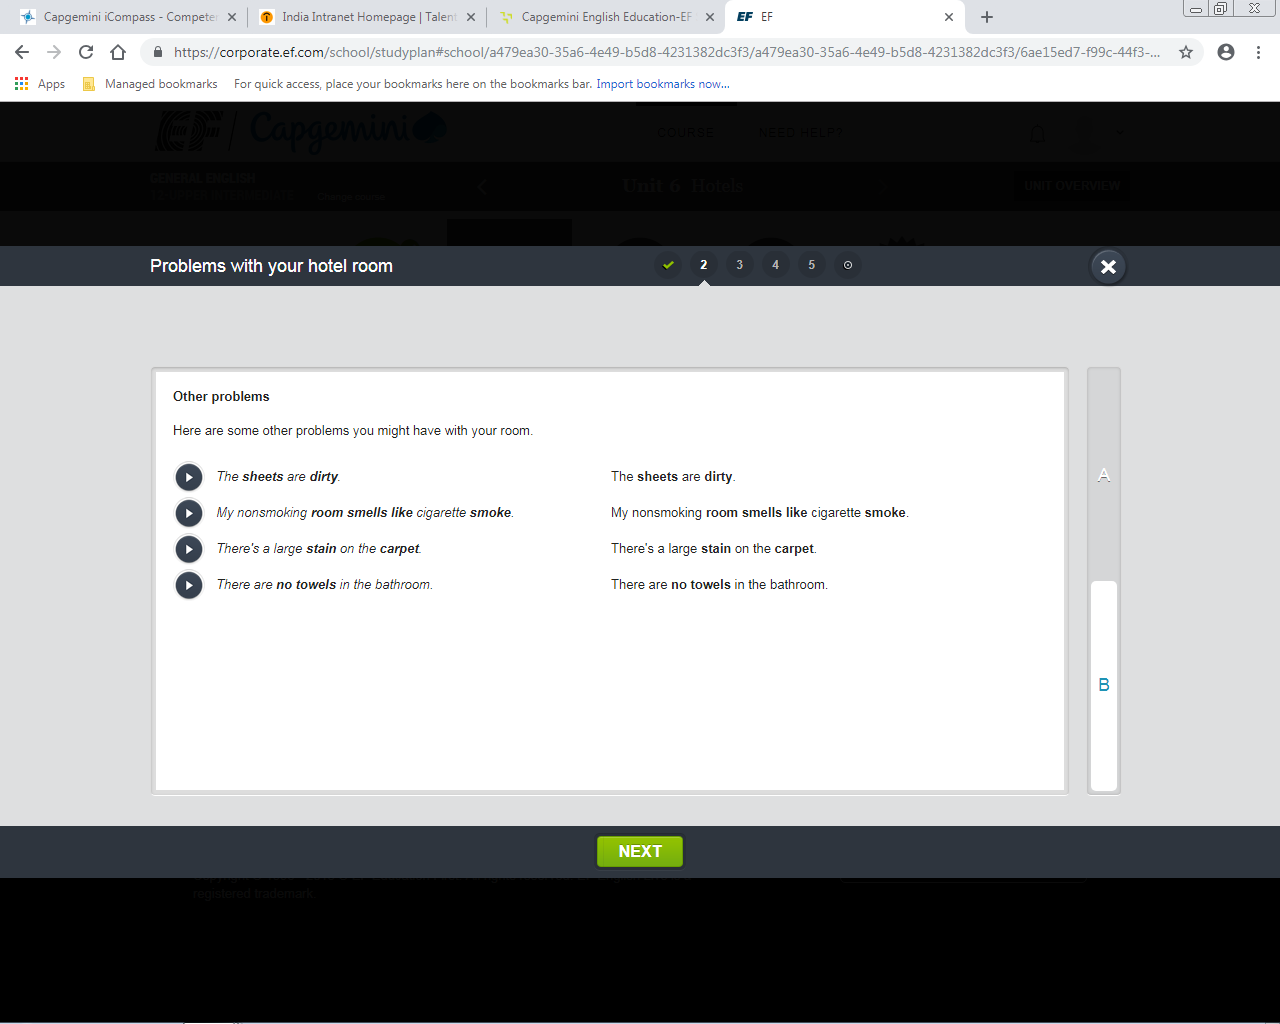 Capgemini iCompass - Compete
India Intranet Homepage | Talent
Capgemini English Education-EF
EF EF
https://corporate.ef.com/school/studyplan#school/a479ea30-35a6-4e49-b5d8-4231382dc3f3/a479ea30-35a6-4e49-b5d8-4231382dc3f3/6ae15ed7-f99c-44f3-...
Apps Managed bookmarks For quick access, place your bookmarks here on the bookmarks bar. Import bookmarks now...
EF Capgemini COURSE NEED HELP?
GENERAL ENGLISH
Unit 6 Hotels UNIT OVERVIEW
Change course
Problems with your hotel room 2 3 4 5
Other problems
Here are some other problems you might have with your room.
The sheets are dirty. The sheets are dirty.
My nonsmoking room smells like cigarette smoke. My nonsmoking room smells like cigarette smoke.
There's a large stain on the carpet. There's a large stain on the carpet.
There are no towels in the bathroom. There are no towels in the bathroom.
A
B
NEXT
registered trademark